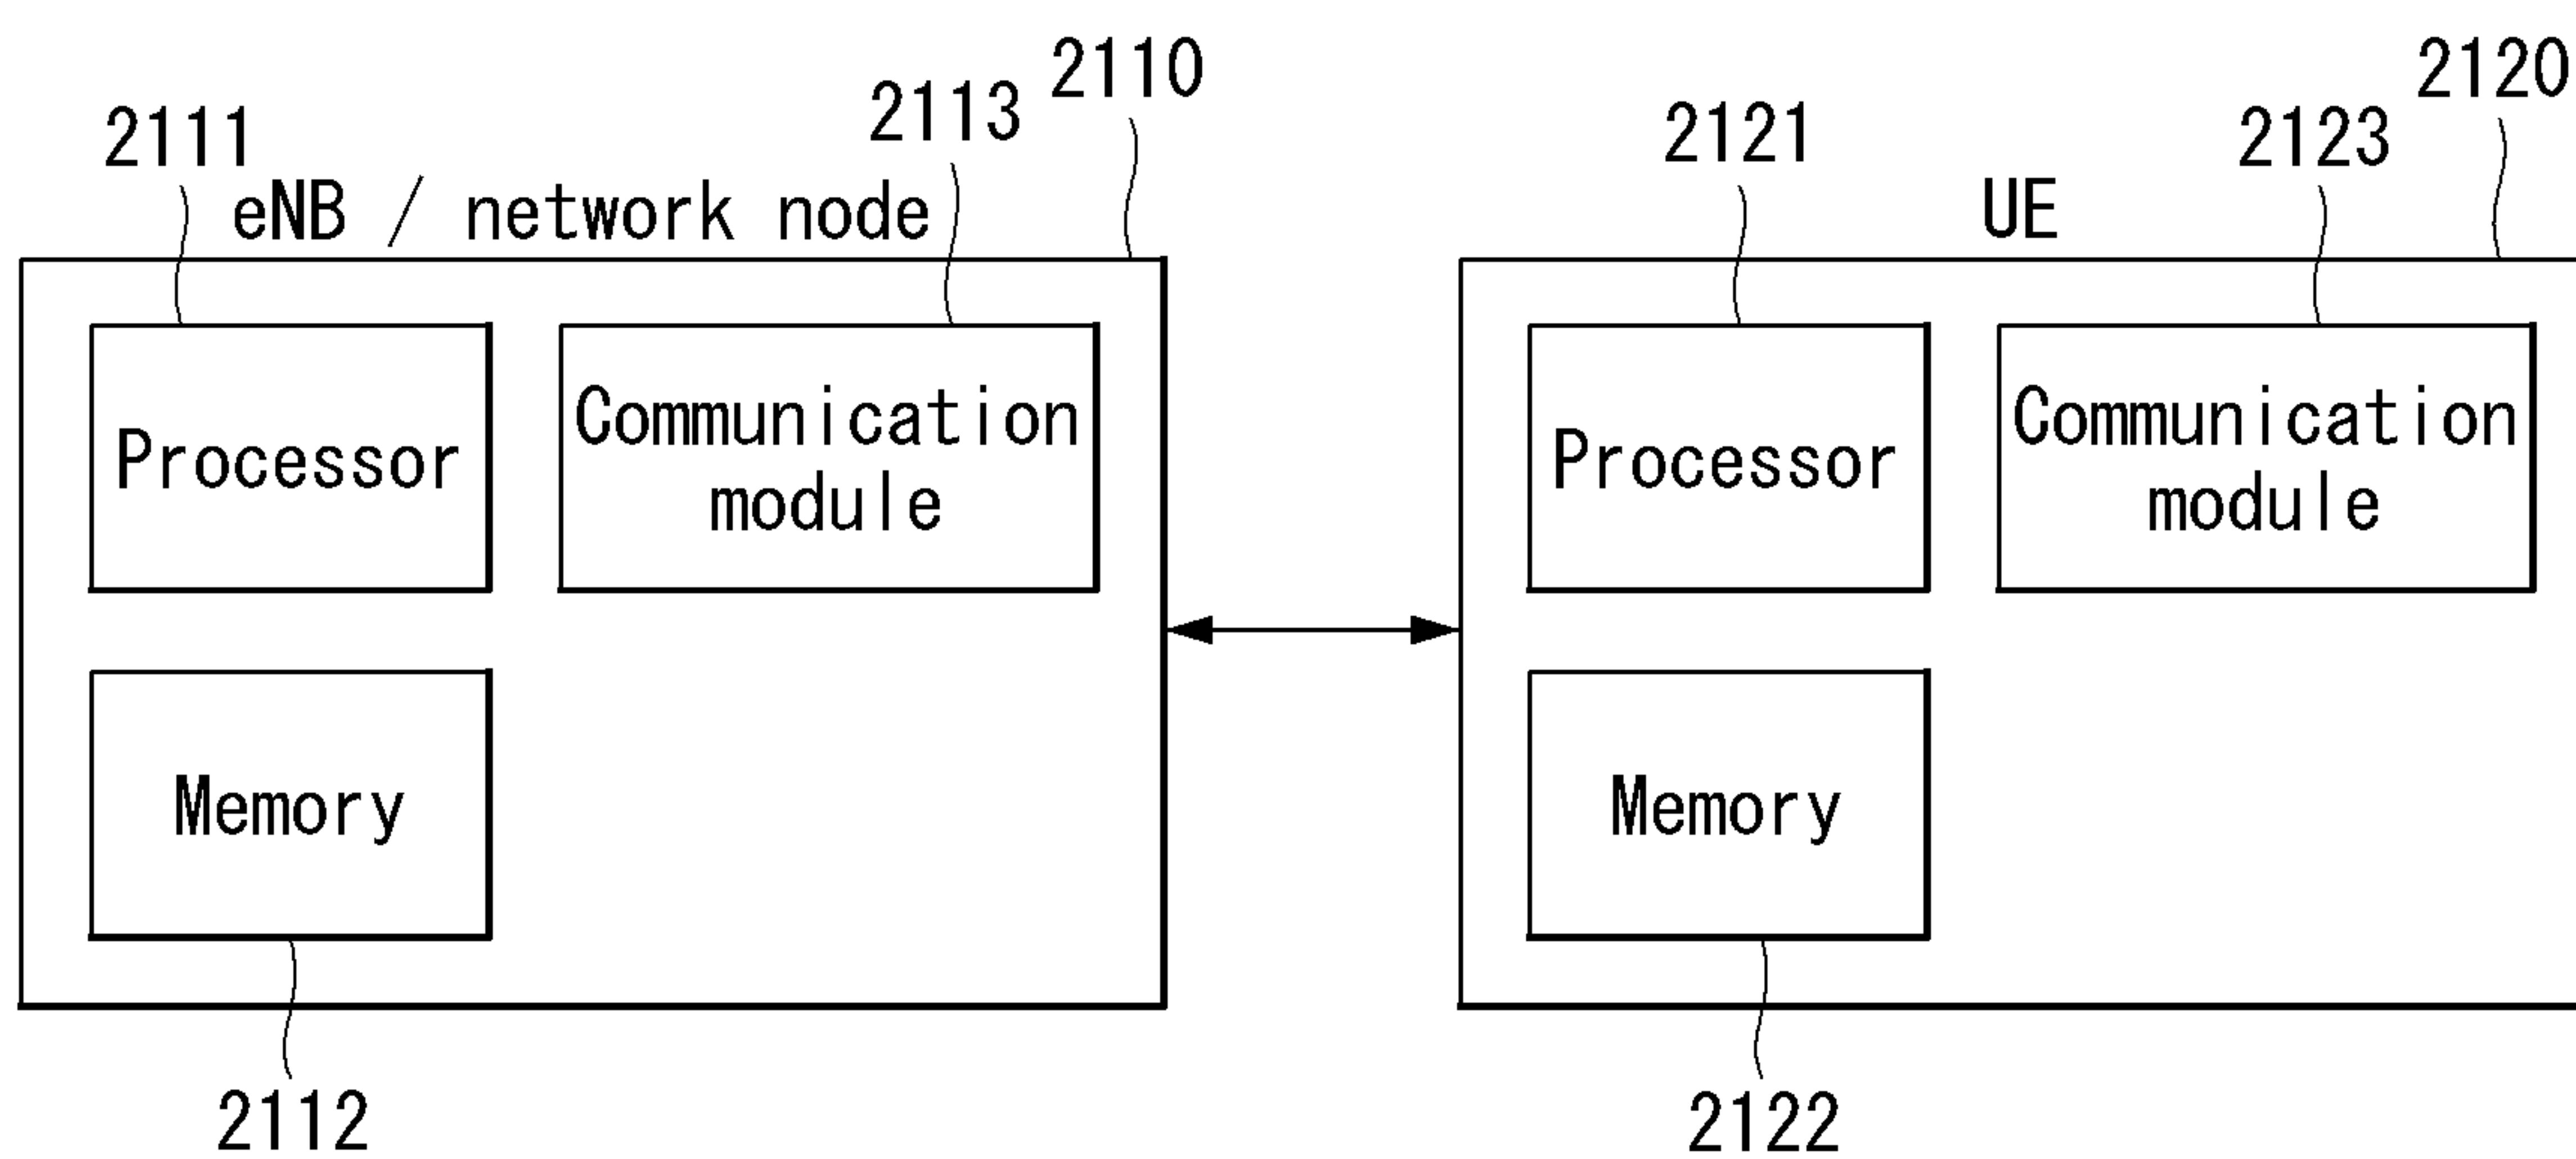 2110
2120
2113
2111
2121
2123
eNB / network node
UE
Processor
Communication
module
Processor
Communication
module
Memory
Memory
2112
2122